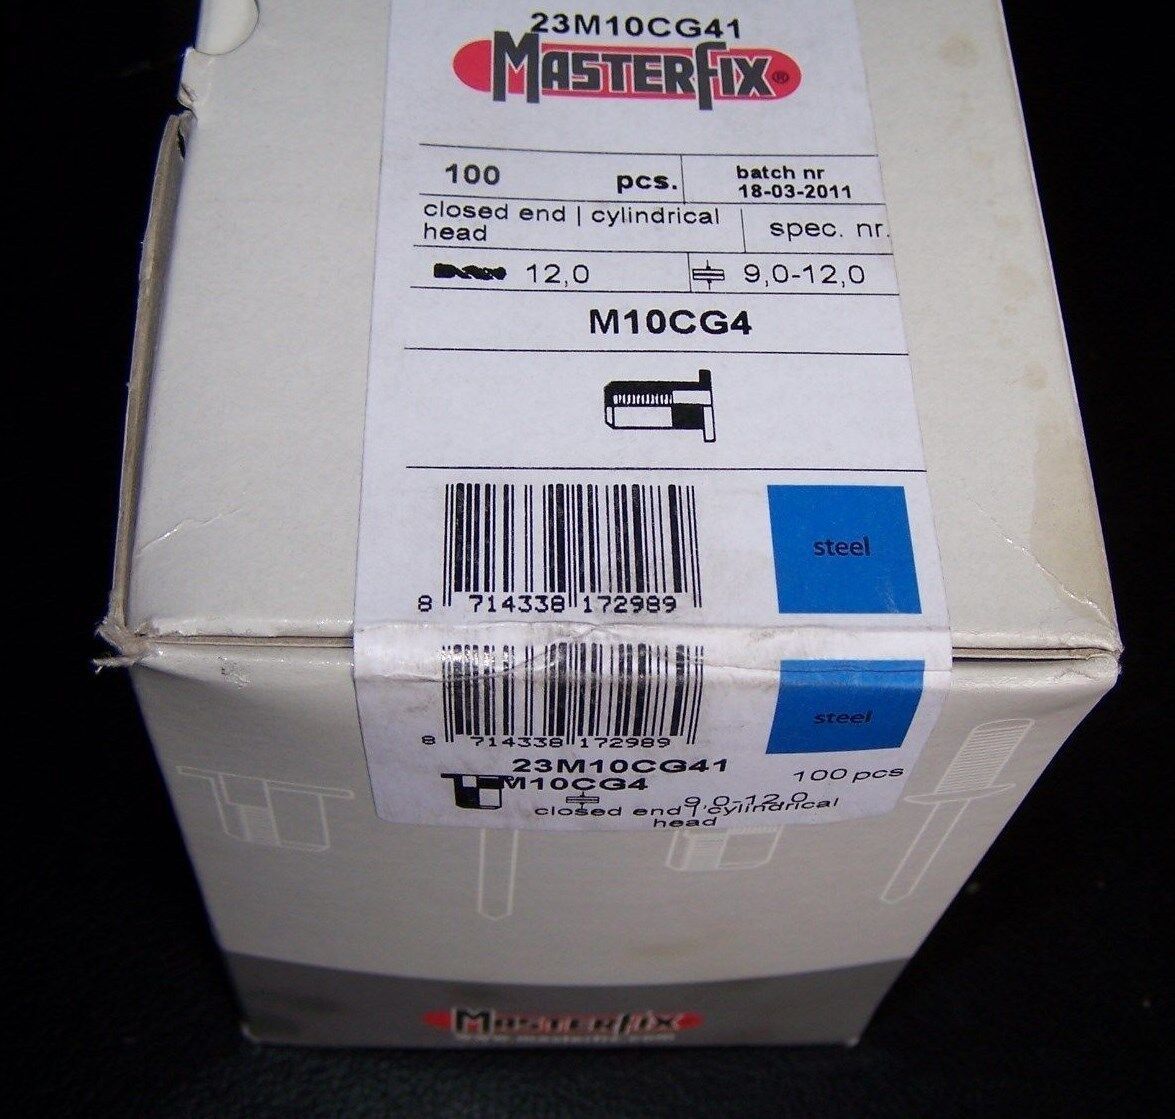 23M10CG41
MASTERFIX®
100 pcs.
batch nr
18-03-2011
closed end | cylindrical
head
spec. nr.
12,0
9,0-12,0
M10CG4
steel
8 714338 172989
steel
8 714338 172989
23M10CG41
100 pcs
M10CG4
9,0-12,0
closed end | cylindrical
head
MASTERFIX